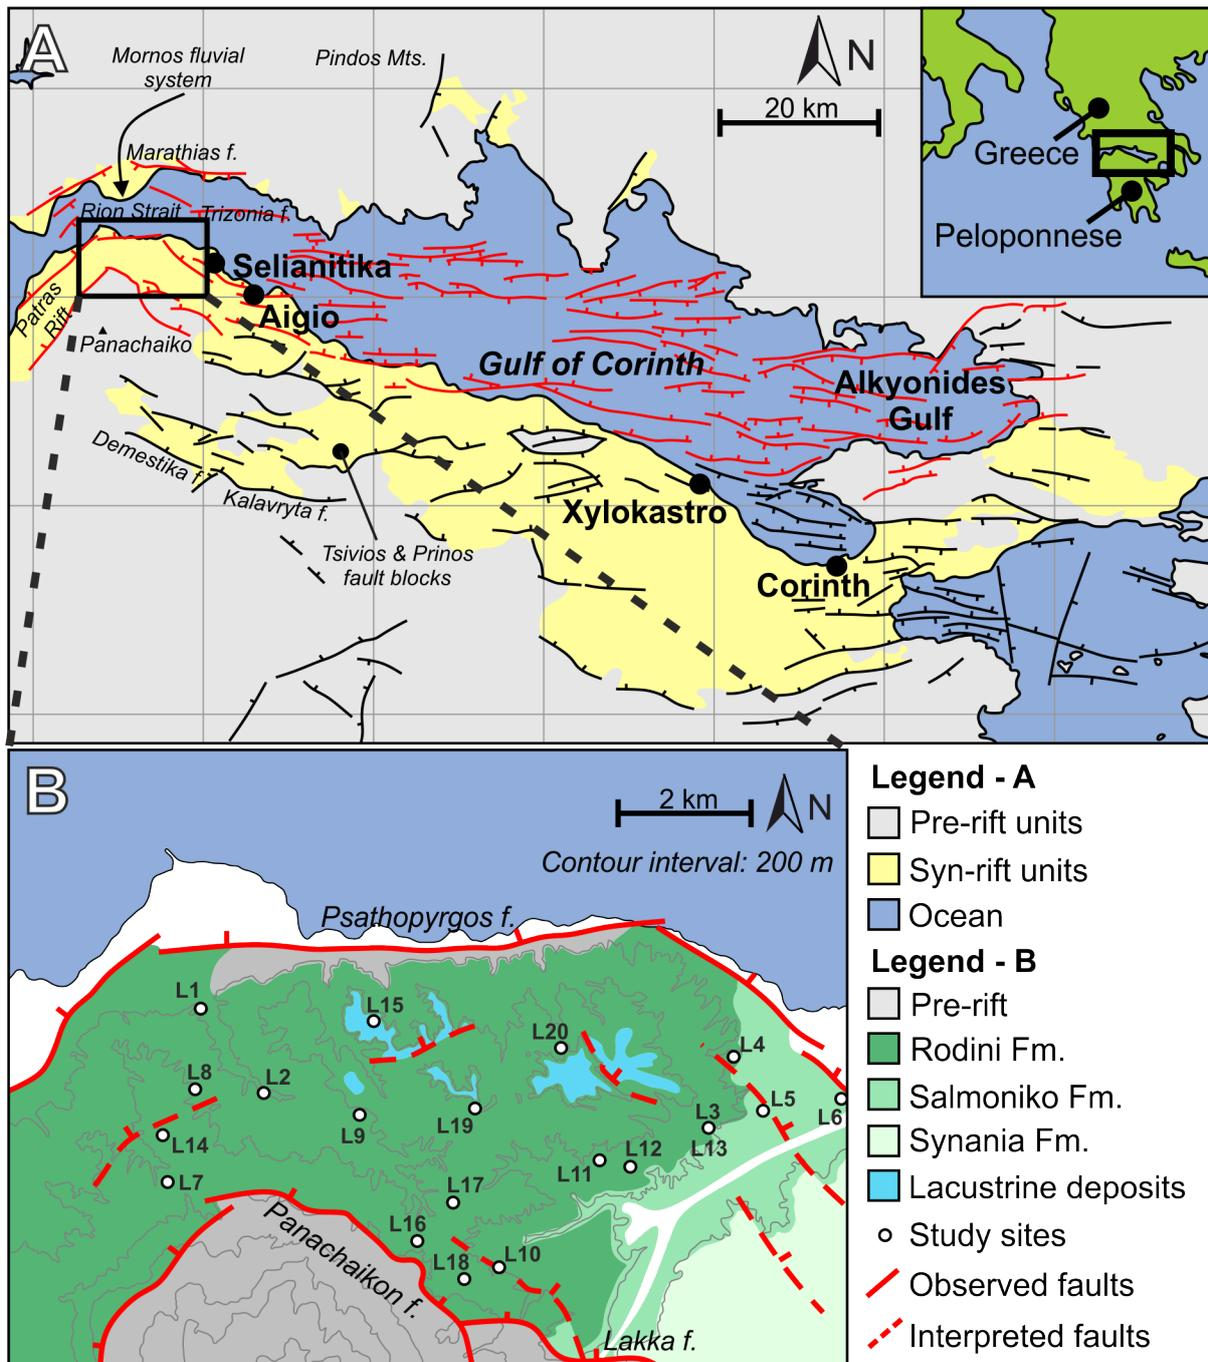 A
Mornos fluvial
system
Pindos Mts.
N
20 km
Greece
Peloponnese
Marathias f.
Rion Strait
Trizonia f.
Selianitika
Aigio
Patras
Rift
Panachaiko
Gulf of Corinth
Alkyonides
Gulf
Demestika f.
Kalavryta f.
Xylokastro
Tsivios & Prinos
fault blocks
Corinth
B
2 km
N
Contour interval: 200 m
Psathopyrgos f.
L1
L15
L20
L4
L8
L2
L5
L6
L9
L19
L3
L13
L14
L12
L11
L7
L17
L16
L10
L18
Panachaikon f.
Lakka f.
Legend - A
Pre-rift units
Syn-rift units
Ocean
Legend - B
Pre-rift
Rodini Fm.
Salmoniko Fm.
Synania Fm.
Lacustrine deposits
Study sites
Observed faults
Interpreted faults